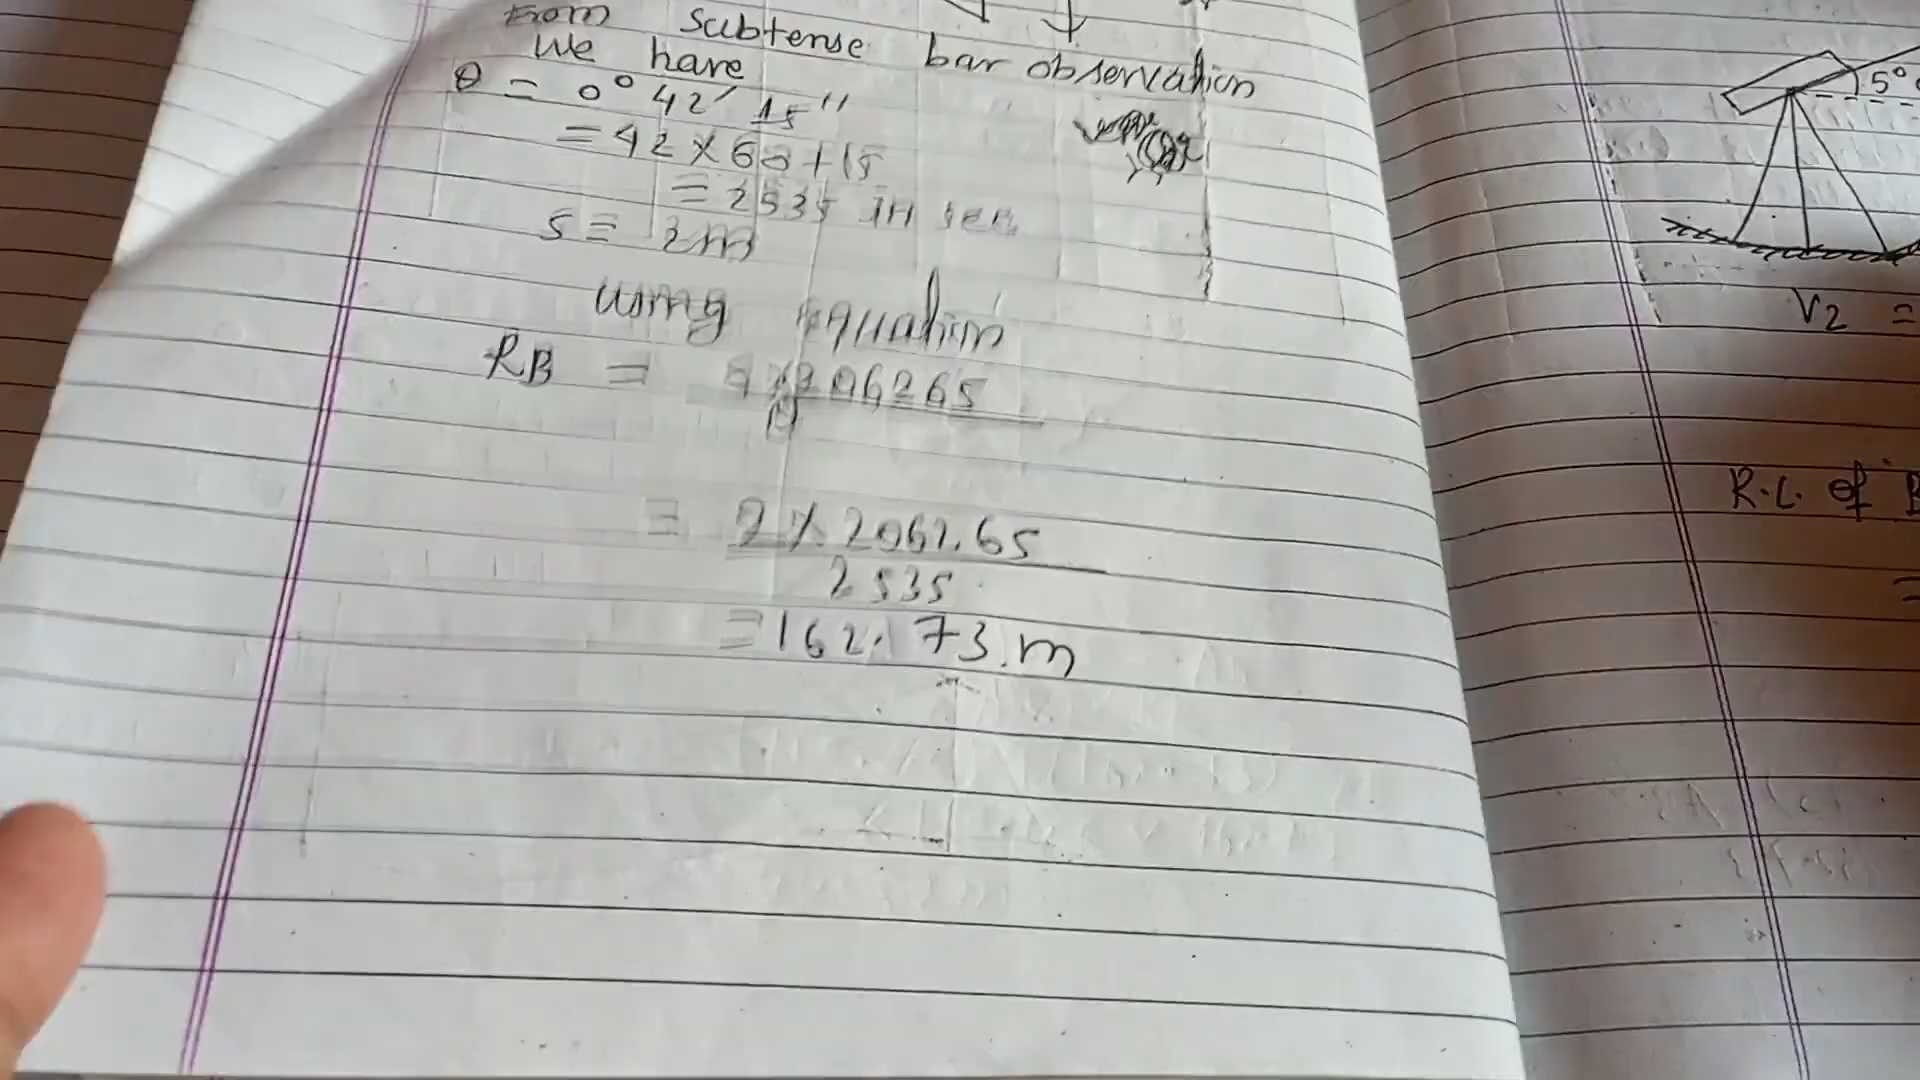 from subtense bar observation
We have
θ = 0° 42' 15"
= 42 × 60 + 15
= 2535 in sec
S = 2m
using equation
RB = S×206265
θ
= 2 × 2062.65
2535
= 162.73.m
5°
V2 =
R.L. of B
=